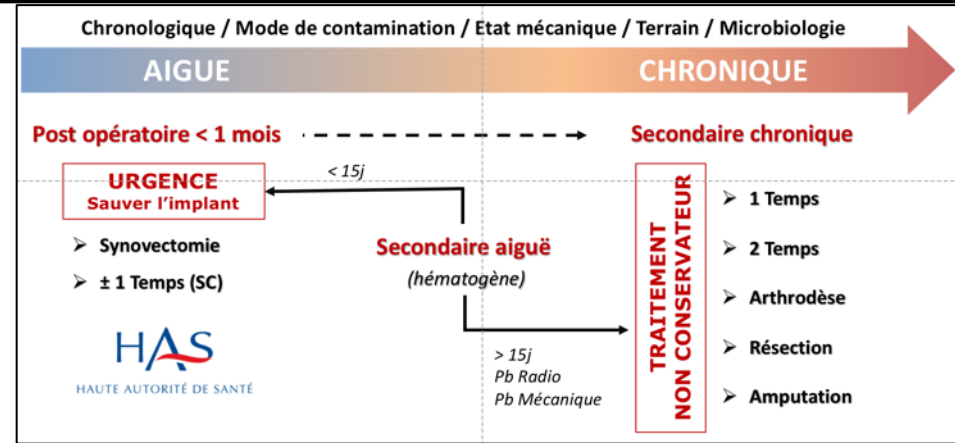 Chronologique / Mode de contamination / Etat mécanique / Terrain / Microbiologie
AIGUE
CHRONIQUE
Post opératoire < 1 mois
Secondaire chronique
< 15j
URGENCE
Sauver l'implant
➢ Synovectomie
➢ ± 1 Temps (SC)
Secondaire aiguë
(hématogène)
> 15j
Pb Radio
Pb Mécanique
TRAITEMENT
NON CONSERVATEUR
➢ 1 Temps
➢ 2 Temps
➢ Arthrodèse
➢ Résection
➢ Amputation
HAS
HAUTE AUTORITÉ DE SANTÉ